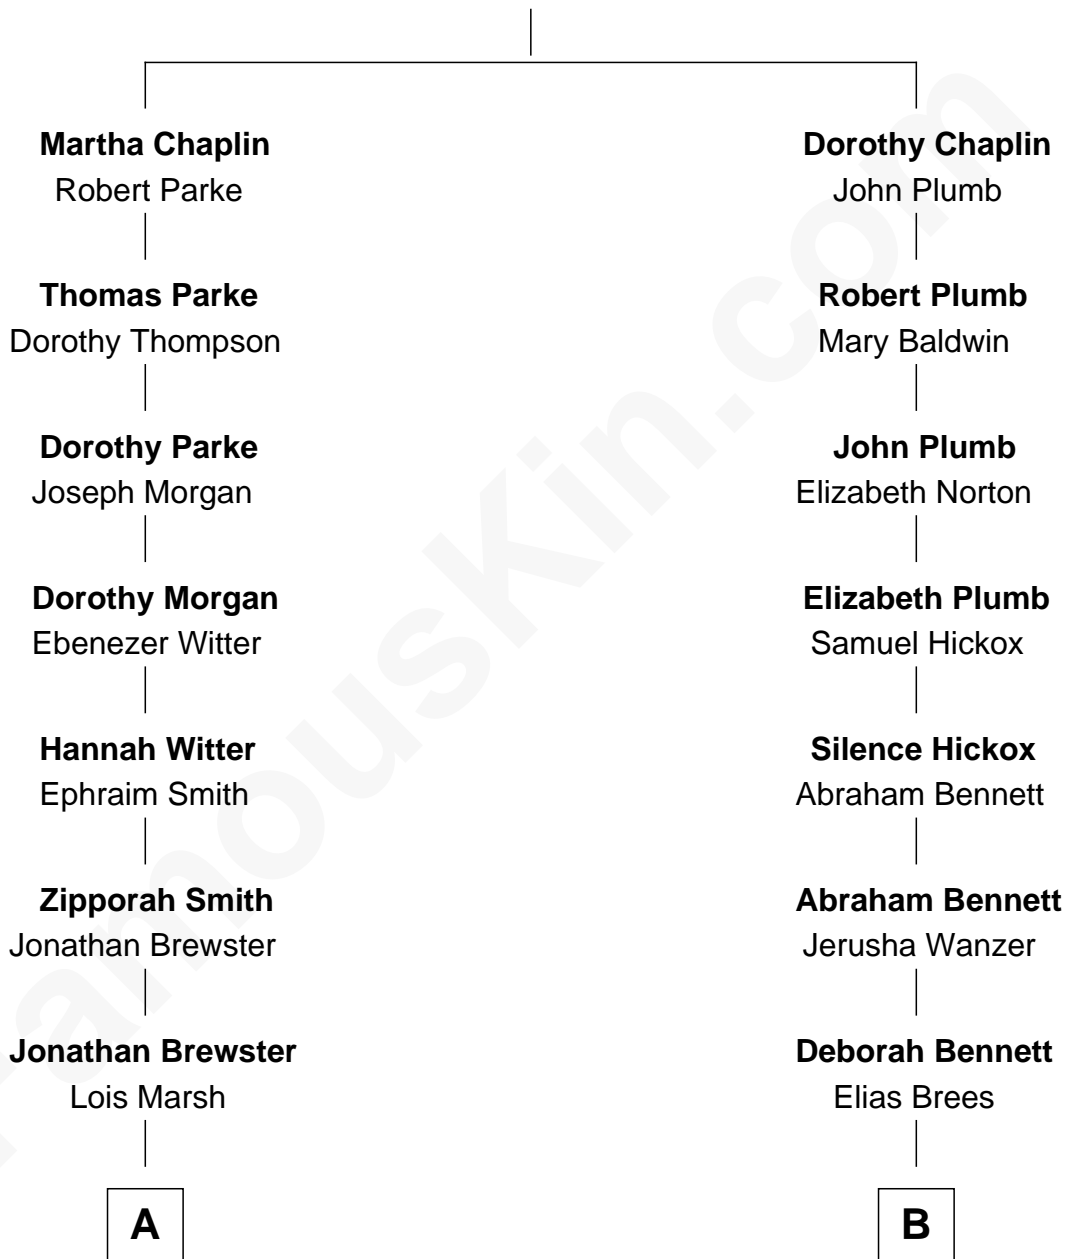 Martha Chaplin
Robert Parke
Thomas Parke
Dorothy Thompson
Dorothy Parke
Joseph Morgan
Dorothy Morgan
Ebenezer Witter
Hannah Witter
Ephraim Smith
Zipporah Smith
Jonathan Brewster
Jonathan Brewster
Lois Marsh
A
Dorothy Chaplin
John Plumb
Robert Plumb
Mary Baldwin
John Plumb
Elizabeth Norton
Elizabeth Plumb
Samuel Hickox
Silence Hickox
Abraham Bennett
Abraham Bennett
Jerusha Wanzer
Deborah Bennett
Elias Brees
B
FamousKin.com